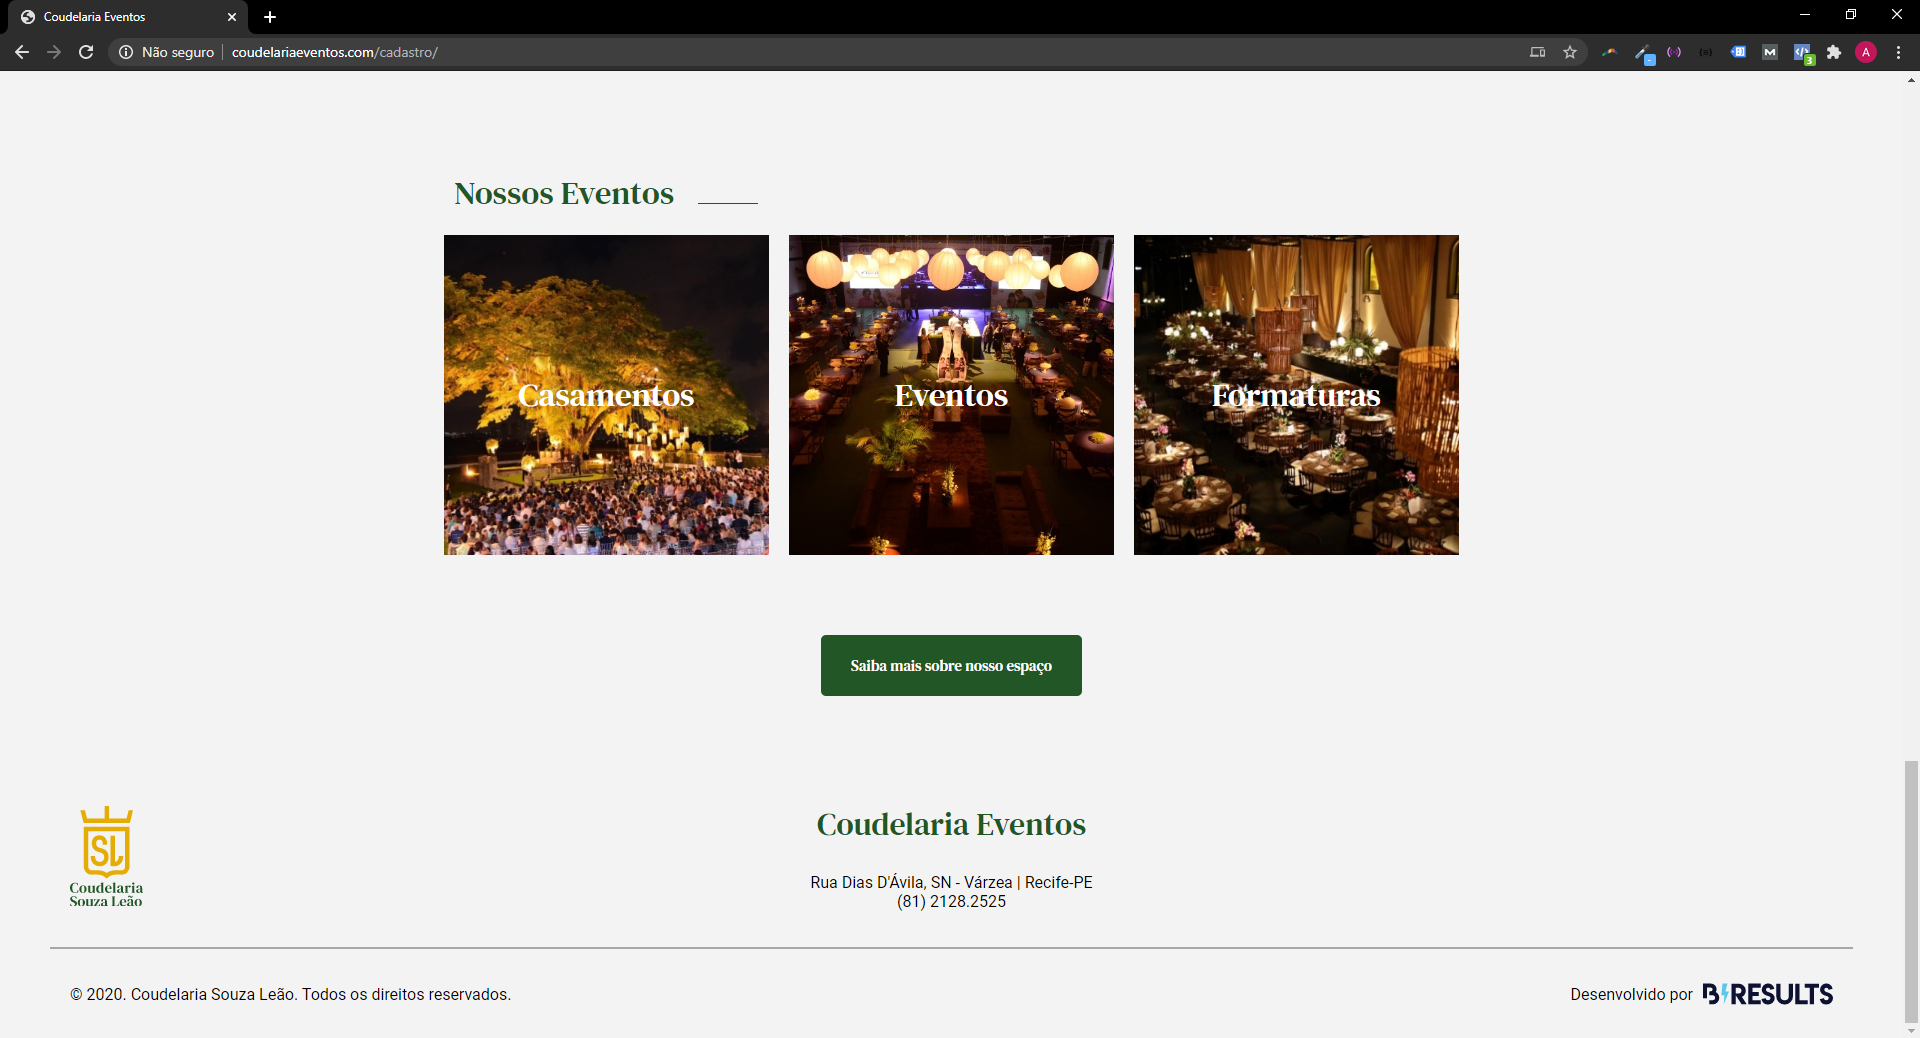 Coudelaria Eventos
Não seguro
coudelariaeventos.com/cadastro/
A
3
Nossos Eventos
Casamentos
Eventos
Formaturas
Saiba mais sobre nosso espaço
SL
Coudelaria
Souza Leão
Coudelaria Eventos
Rua Dias D'Ávila, SN - Várzea | Recife-PE
(81) 2128.2525
© 2020. Coudelaria Souza Leão. Todos os direitos reservados.
Desenvolvido por B RESULTS